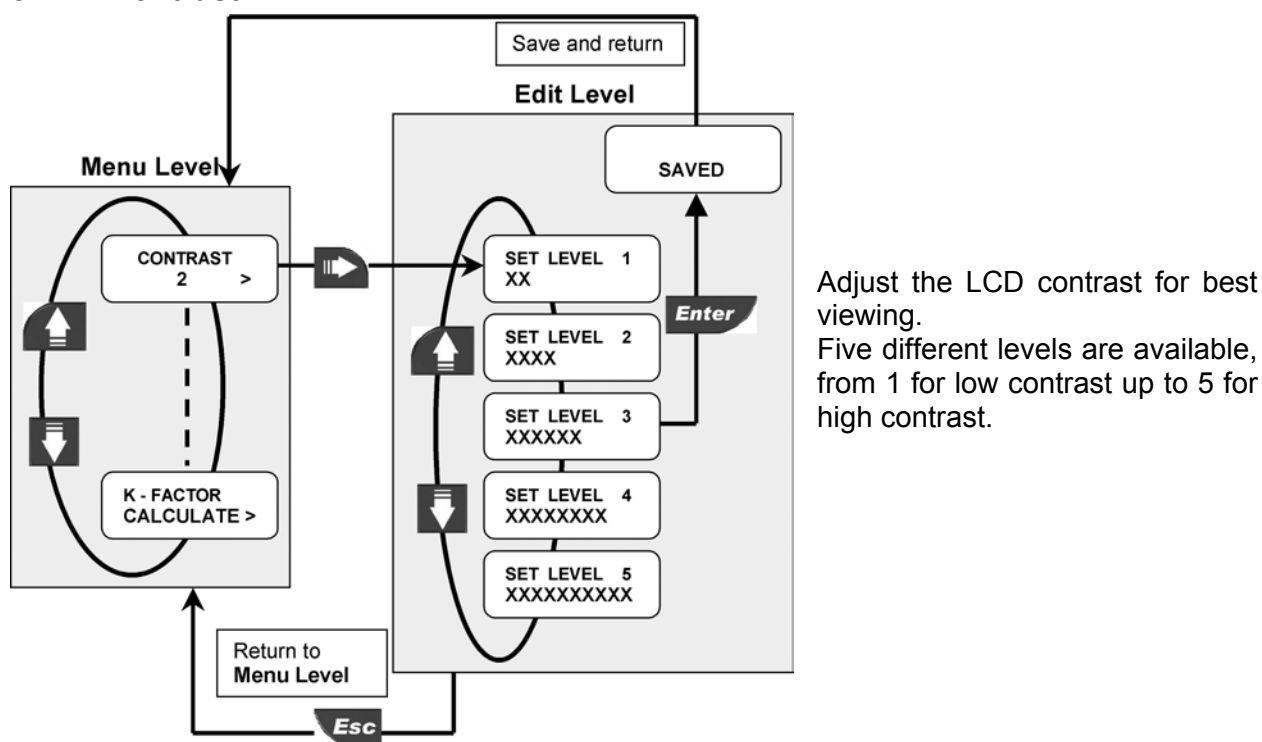 Save and return
Edit Level
SAVED
Menu Level
CONTRAST
2 >
K - FACTOR
CALCULATE >
SET LEVEL 1
XX
SET LEVEL 2
XXXX
SET LEVEL 3
XXXXXX
SET LEVEL 4
XXXXXXXX
SET LEVEL 5
XXXXXXXXXX
Enter
Return to
Menu Level
Esc
Adjust the LCD contrast for best
viewing.
Five different levels are available,
from 1 for low contrast up to 5 for
high contrast.